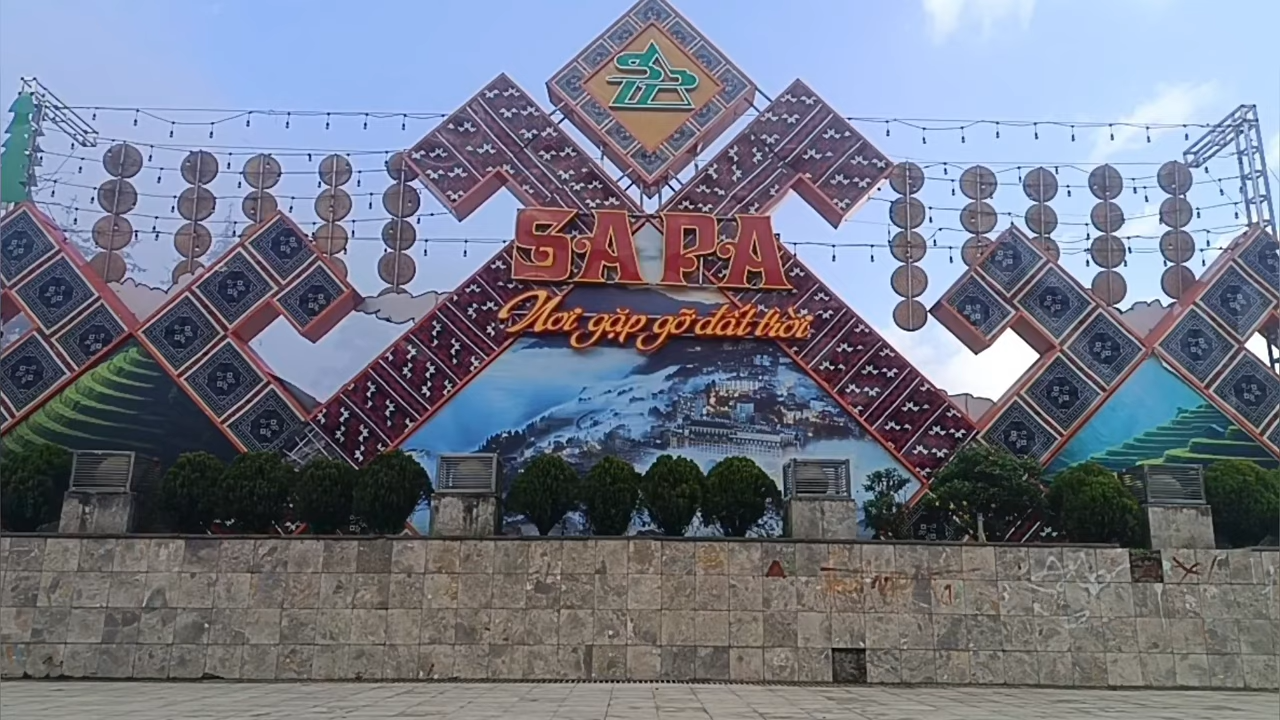 SAPA
Nơi gặp gỡ đất trời